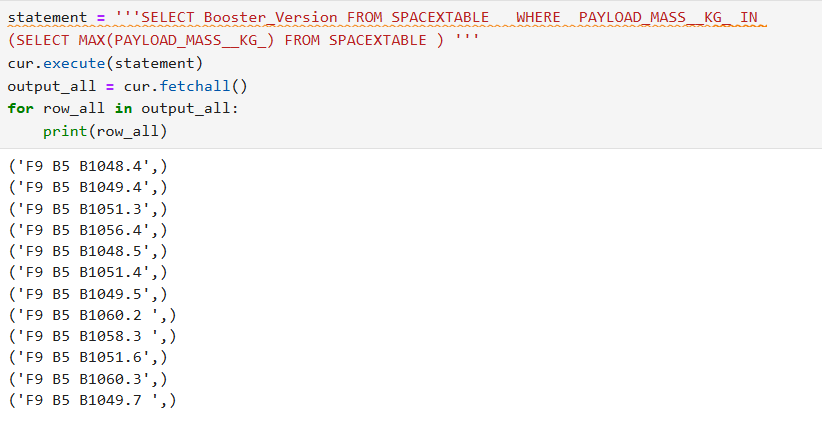 statement = '''SELECT Booster_Version FROM SPACEXTABLE   WHERE  PAYLOAD_MASS__KG_ IN
(SELECT MAX(PAYLOAD_MASS__KG_) FROM SPACEXTABLE ) '''
cur.execute(statement)
output_all = cur.fetchall()
for row_all in output_all:
    print(row_all)
('F9 B5 B1048.4',)
('F9 B5 B1049.4',)
('F9 B5 B1051.3',)
('F9 B5 B1056.4',)
('F9 B5 B1048.5',)
('F9 B5 B1051.4',)
('F9 B5 B1049.5',)
('F9 B5 B1060.2 ',)
('F9 B5 B1058.3 ',)
('F9 B5 B1051.6',)
('F9 B5 B1060.3',)
('F9 B5 B1049.7 ',)